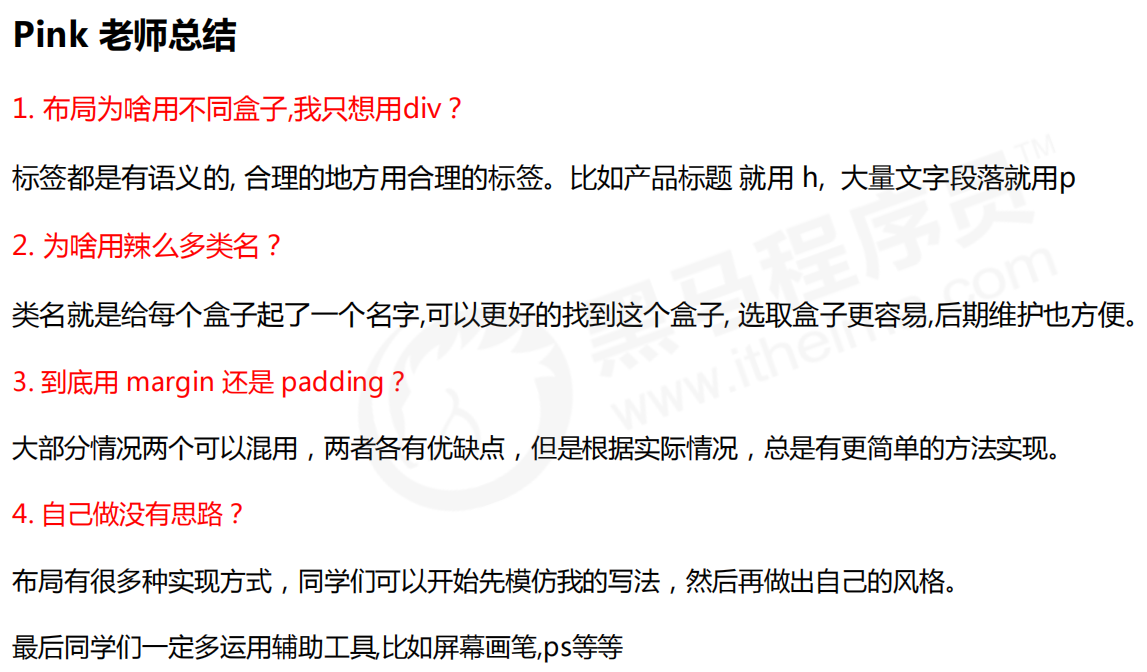 Pink 老师总结
1. 布局为啥用不同盒子,我只想用div？
标签都是有语义的, 合理的地方用合理的标签。比如产品标题 就用 h, 大量文字段落就用p
2. 为啥用辣么多类名？
类名就是给每个盒子起了一个名字,可以更好的找到这个盒子, 选取盒子更容易,后期维护也方便。
3. 到底用 margin 还是 padding？
大部分情况两个可以混用，两者各有优缺点，但是根据实际情况，总是有更简单的方法实现。
4. 自己做没有思路？
布局有很多种实现方式，同学们可以开始先模仿我的写法，然后再做出自己的风格。
最后同学们一定多运用辅助工具,比如屏幕画笔,ps等等
黑马程序员TM